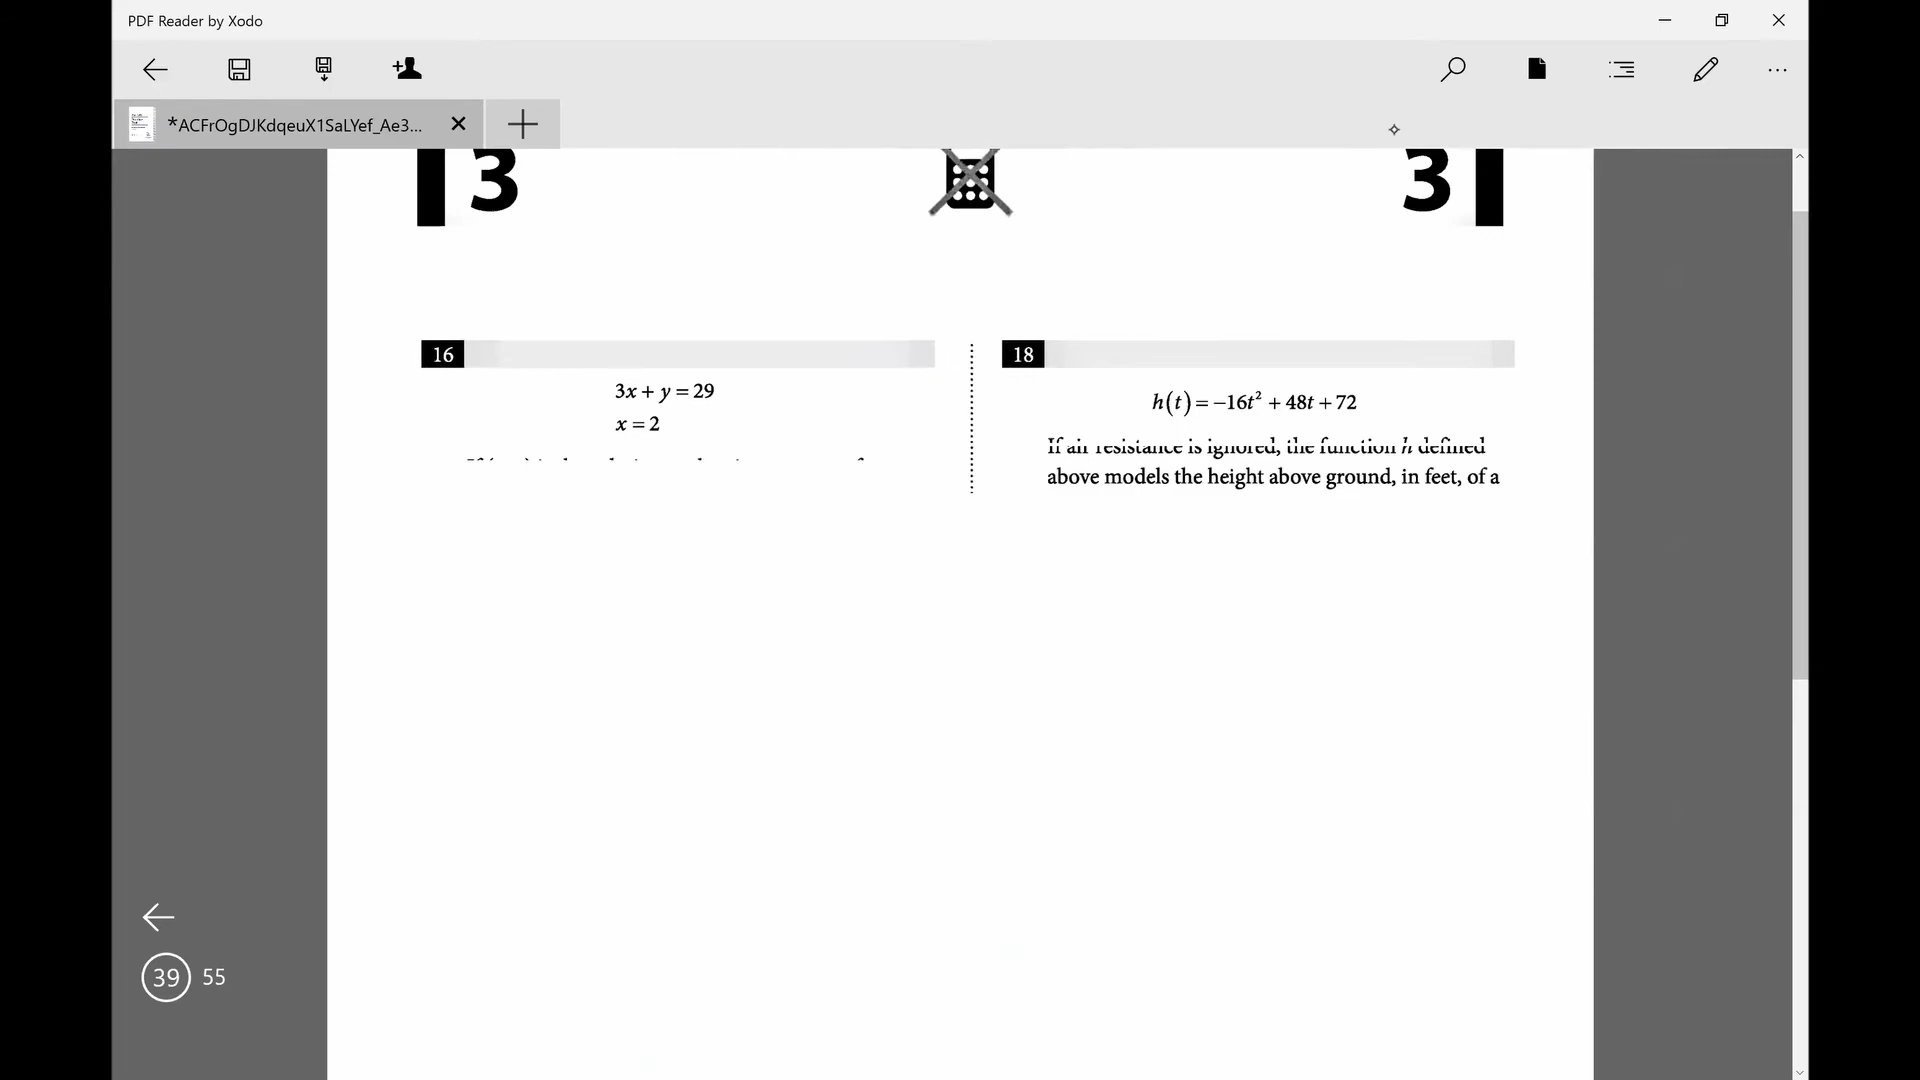 PDF Reader by Xodo
*ACFrOgDJKdqeuX1SaLYef_Ae3...
3 3
16
3x + y = 29
x = 2
18
h(t) = −16t² + 48t + 72
If air resistance is ignored, the function h defined
above models the height above ground, in feet, of a
39 55